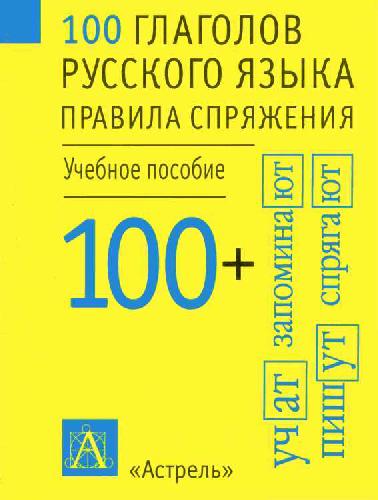 100 ГЛАГОЛОВ
РУССКОГО ЯЗЫКА
ПРАВИЛА СПРЯЖЕНИЯ
Учебное пособие
100+
учат
запоминают
пишут
спрягают
А
«Астрель»